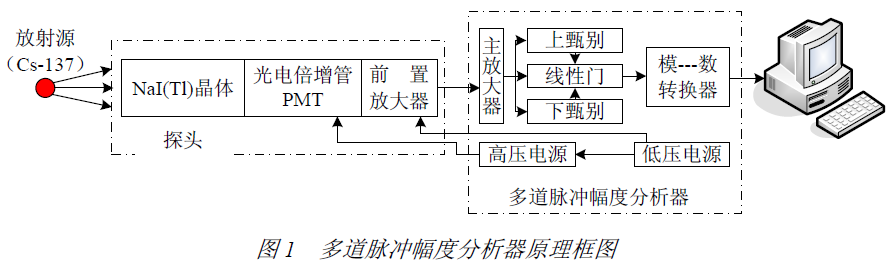 放射源
（Cs-137）
NaI(Tl)晶体
光电倍增管
PMT
前 置
放大器
探头
主放大器
上甄别
线性门
下甄别
模---数
转换器
高压电源
低压电源
多道脉冲幅度分析器
图1 多道脉冲幅度分析器原理框图